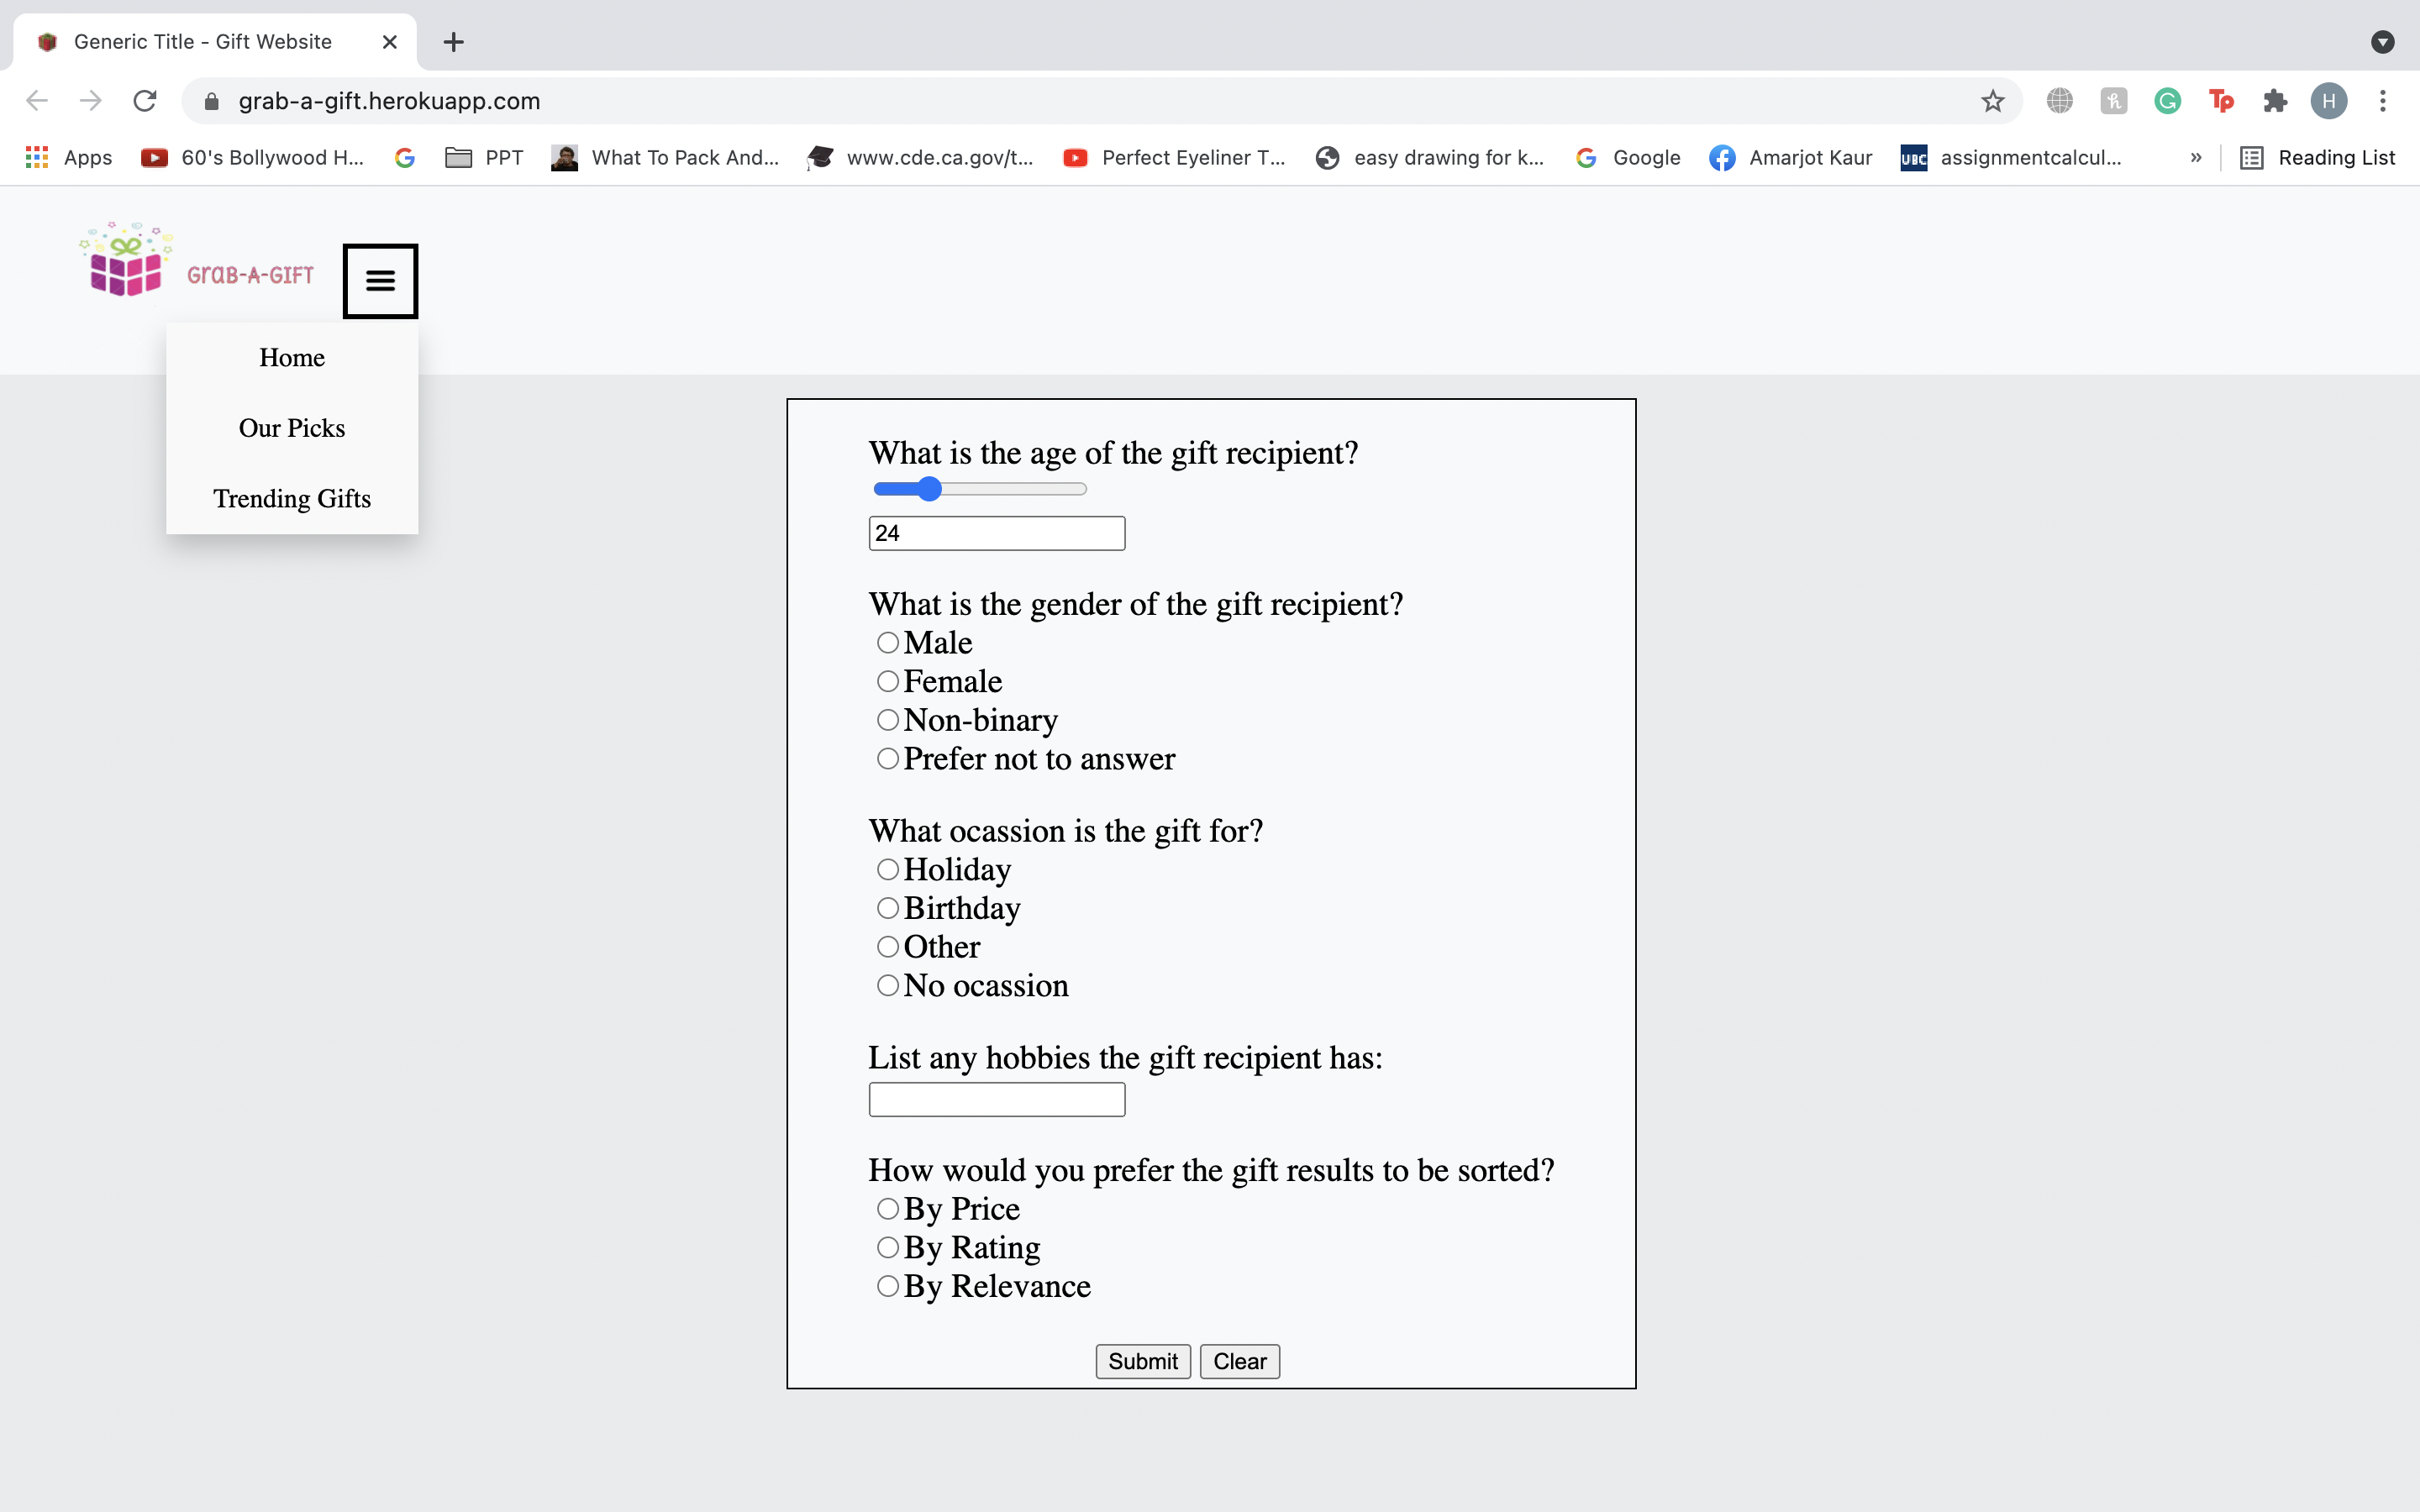 Generic Title - Gift Website
grab-a-gift.herokuapp.com
H
Apps
60's Bollywood H...
PPT
What To Pack And...
www.cde.ca.gov/t...
Perfect Eyeliner T...
easy drawing for k...
Google
Amarjot Kaur
UBC
assignmentcalcul...
»
Reading List
GraB-A-GIFT
Home
Our Picks
Trending Gifts
What is the age of the gift recipient?
24
What is the gender of the gift recipient?
Male
Female
Non-binary
Prefer not to answer
What ocassion is the gift for?
Holiday
Birthday
Other
No ocassion
List any hobbies the gift recipient has:
How would you prefer the gift results to be sorted?
By Price
By Rating
By Relevance
Submit
Clear